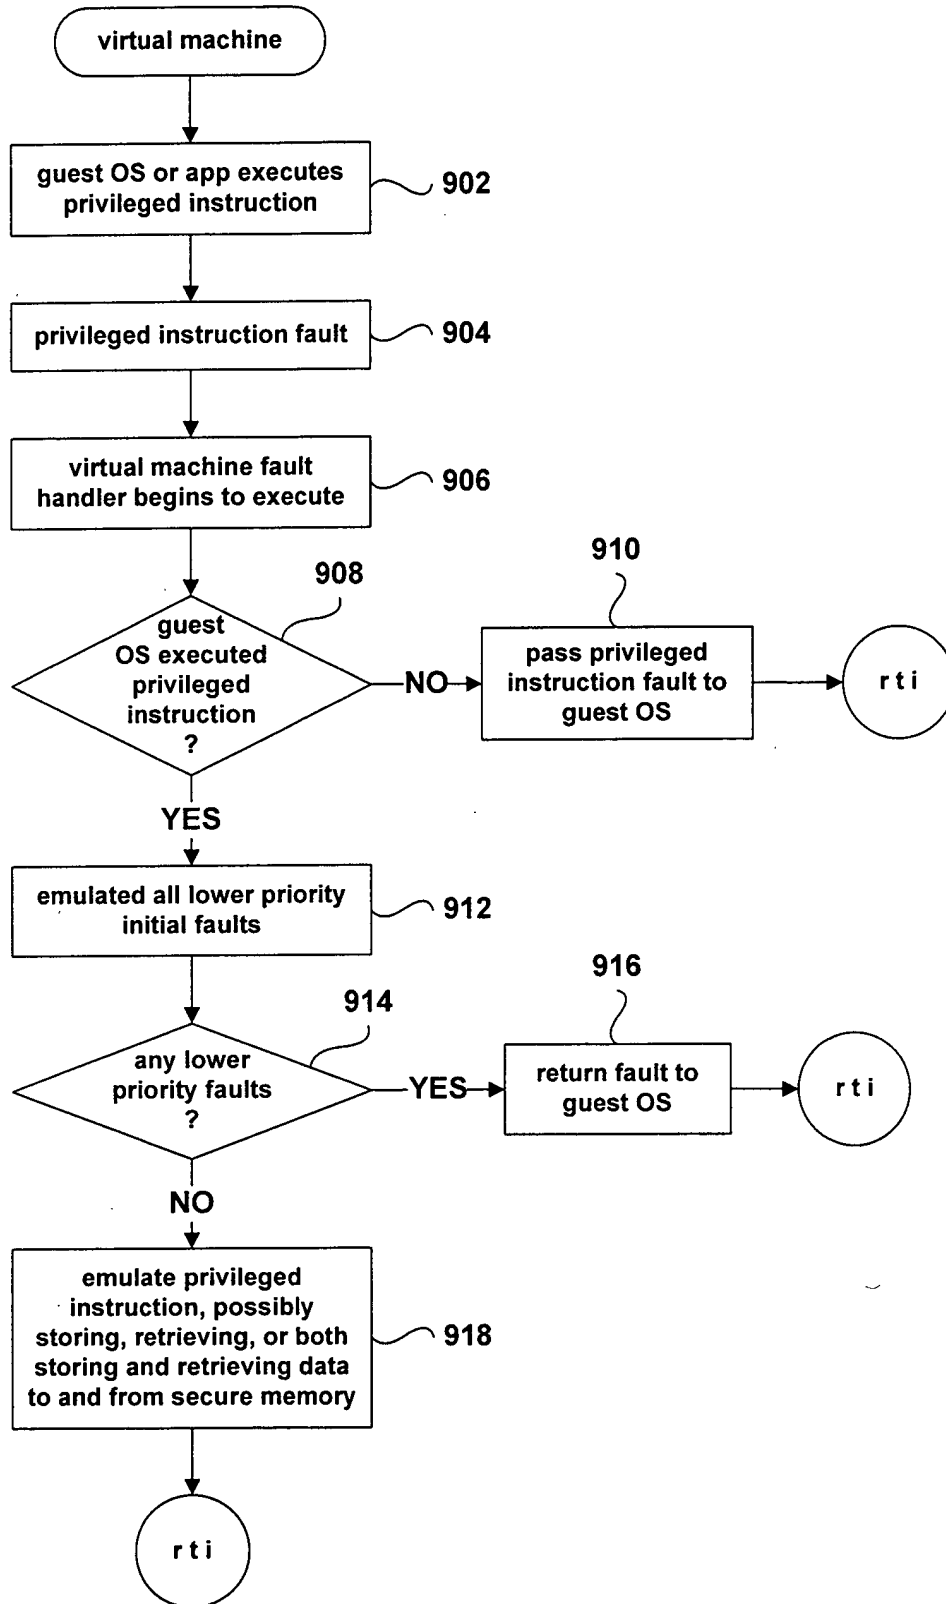 virtual machine
guest OS or app executes
privileged instruction
902
privileged instruction fault
904
virtual machine fault
handler begins to execute
906
908
guest
OS executed
privileged
instruction
?
NO
910
pass privileged
instruction fault to
guest OS
r t i
YES
emulated all lower priority
initial faults
912
914
any lower
priority faults
?
YES
916
return fault to
guest OS
r t i
NO
emulate privileged
instruction, possibly
storing, retrieving, or both
storing and retrieving data
to and from secure memory
918
r t i